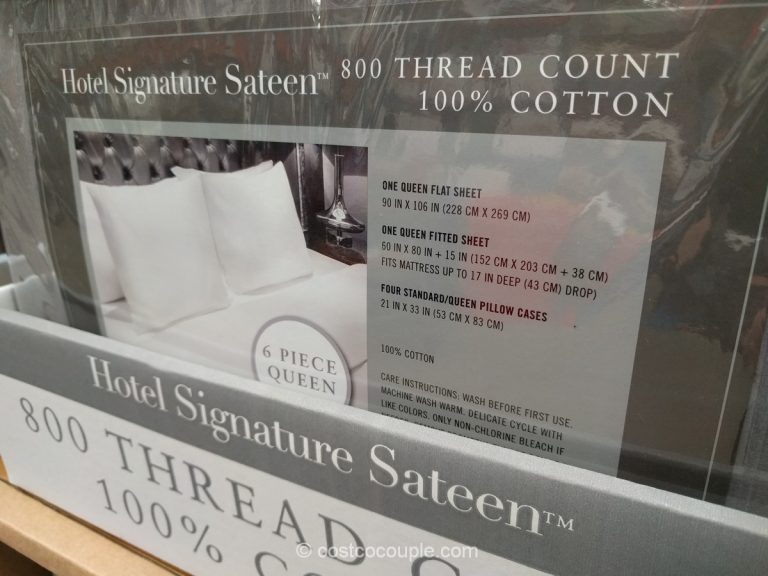 Hotel Signature Sateen™ 800 THREAD COUNT
100% COTTON
ONE QUEEN FLAT SHEET
90 IN X 106 IN (228 CM X 269 CM)
ONE QUEEN FITTED SHEET
60 IN X 80 IN + 15 IN (152 CM X 203 CM + 38 CM)
FITS MATTRESS UP TO 17 IN DEEP (43 CM) DROP)
FOUR STANDARD/QUEEN PILLOW CASES
21 IN X 33 IN (53 CM X 83 CM)
100% COTTON
CARE INSTRUCTIONS: WASH BEFORE FIRST USE.
MACHINE WASH WARM. DELICATE CYCLE WITH
LIKE COLORS. ONLY NON-CHLORINE BLEACH IF
6 PIECE
QUEEN
Hotel Signature Sateen™
800 THREAD C
100% C
© costcocouple.com